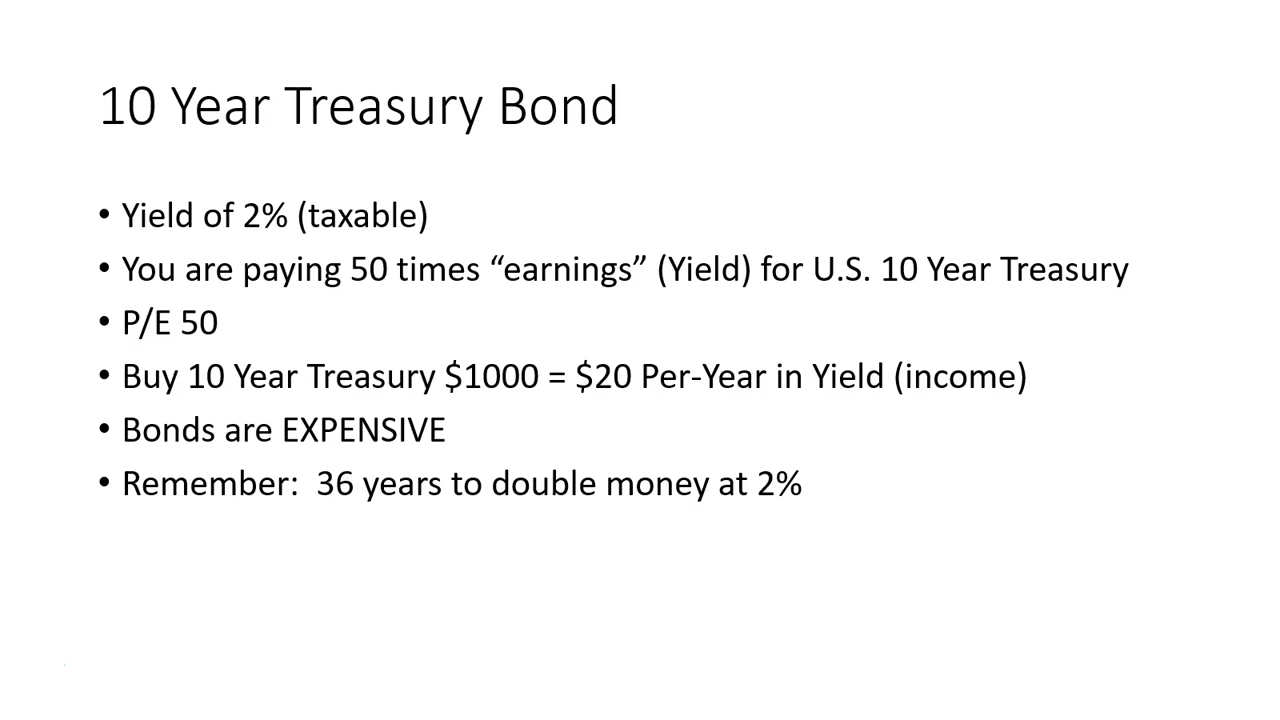 10 Year Treasury Bond
• Yield of 2% (taxable)
• You are paying 50 times “earnings” (Yield) for U.S. 10 Year Treasury
• P/E 50
• Buy 10 Year Treasury $1000 = $20 Per-Year in Yield (income)
• Bonds are EXPENSIVE
• Remember:  36 years to double money at 2%